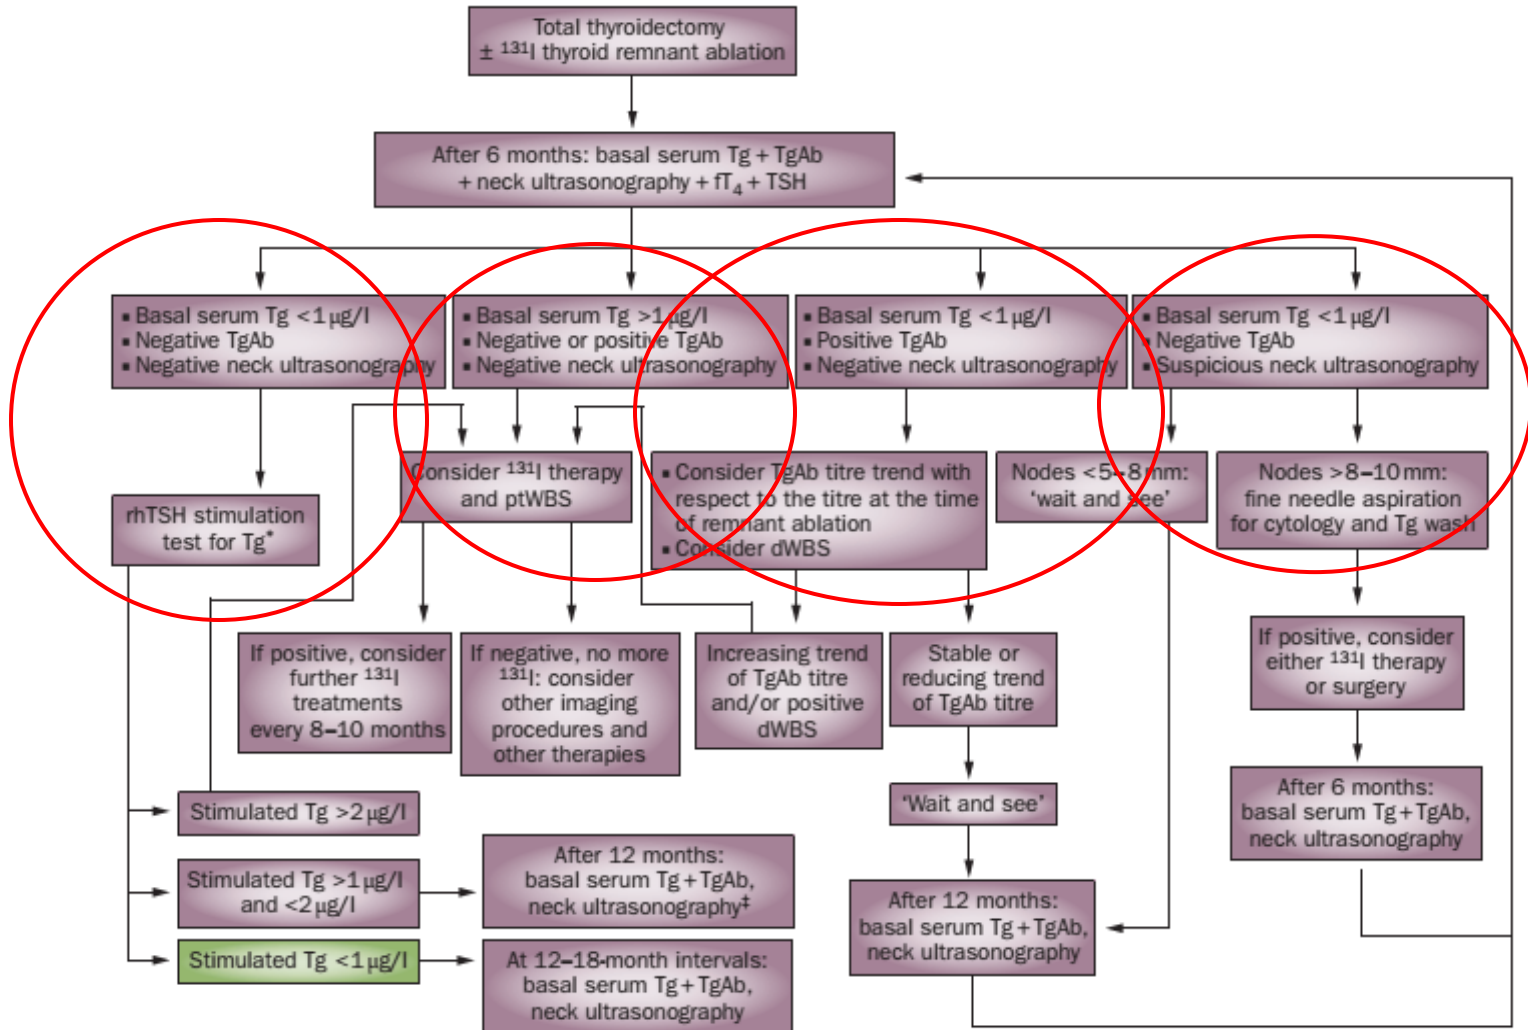 Total thyroidectomy
± ¹³¹I thyroid remnant ablation
After 6 months: basal serum Tg + TgAb
+ neck ultrasonography + fT₄ + TSH
▪ Basal serum Tg <1 µg/l
▪ Negative TgAb
▪ Negative neck ultrasonography
▪ Basal serum Tg >1 µg/l
▪ Negative or positive TgAb
▪ Negative neck ultrasonography
▪ Basal serum Tg <1 µg/l
▪ Positive TgAb
▪ Negative neck ultrasonography
▪ Basal serum Tg <1 µg/l
▪ Negative TgAb
▪ Suspicious neck ultrasonography
rhTSH stimulation
test for Tg*
Consider ¹³¹I therapy
and ptWBS
▪ Consider TgAb titre trend with
respect to the titre at the time
of remnant ablation
▪ Consider dWBS
Nodes <5–8 mm:
'wait and see'
Nodes >8–10 mm:
fine needle aspiration
for cytology and Tg wash
If positive, consider
further ¹³¹I
treatments
every 8–10 months
If negative, no more
¹³¹I: consider
other imaging
procedures and
other therapies
Increasing trend
of TgAb titre
and/or positive
dWBS
Stable or
reducing trend
of TgAb titre
If positive, consider
either ¹³¹I therapy
or surgery
Stimulated Tg >2 µg/l
Stimulated Tg >1 µg/l
and <2 µg/l
Stimulated Tg <1 µg/l
After 12 months:
basal serum Tg + TgAb,
neck ultrasonography‡
At 12–18-month intervals:
basal serum Tg + TgAb,
neck ultrasonography
'Wait and see'
After 12 months:
basal serum Tg + TgAb,
neck ultrasonography
After 6 months:
basal serum Tg + TgAb,
neck ultrasonography